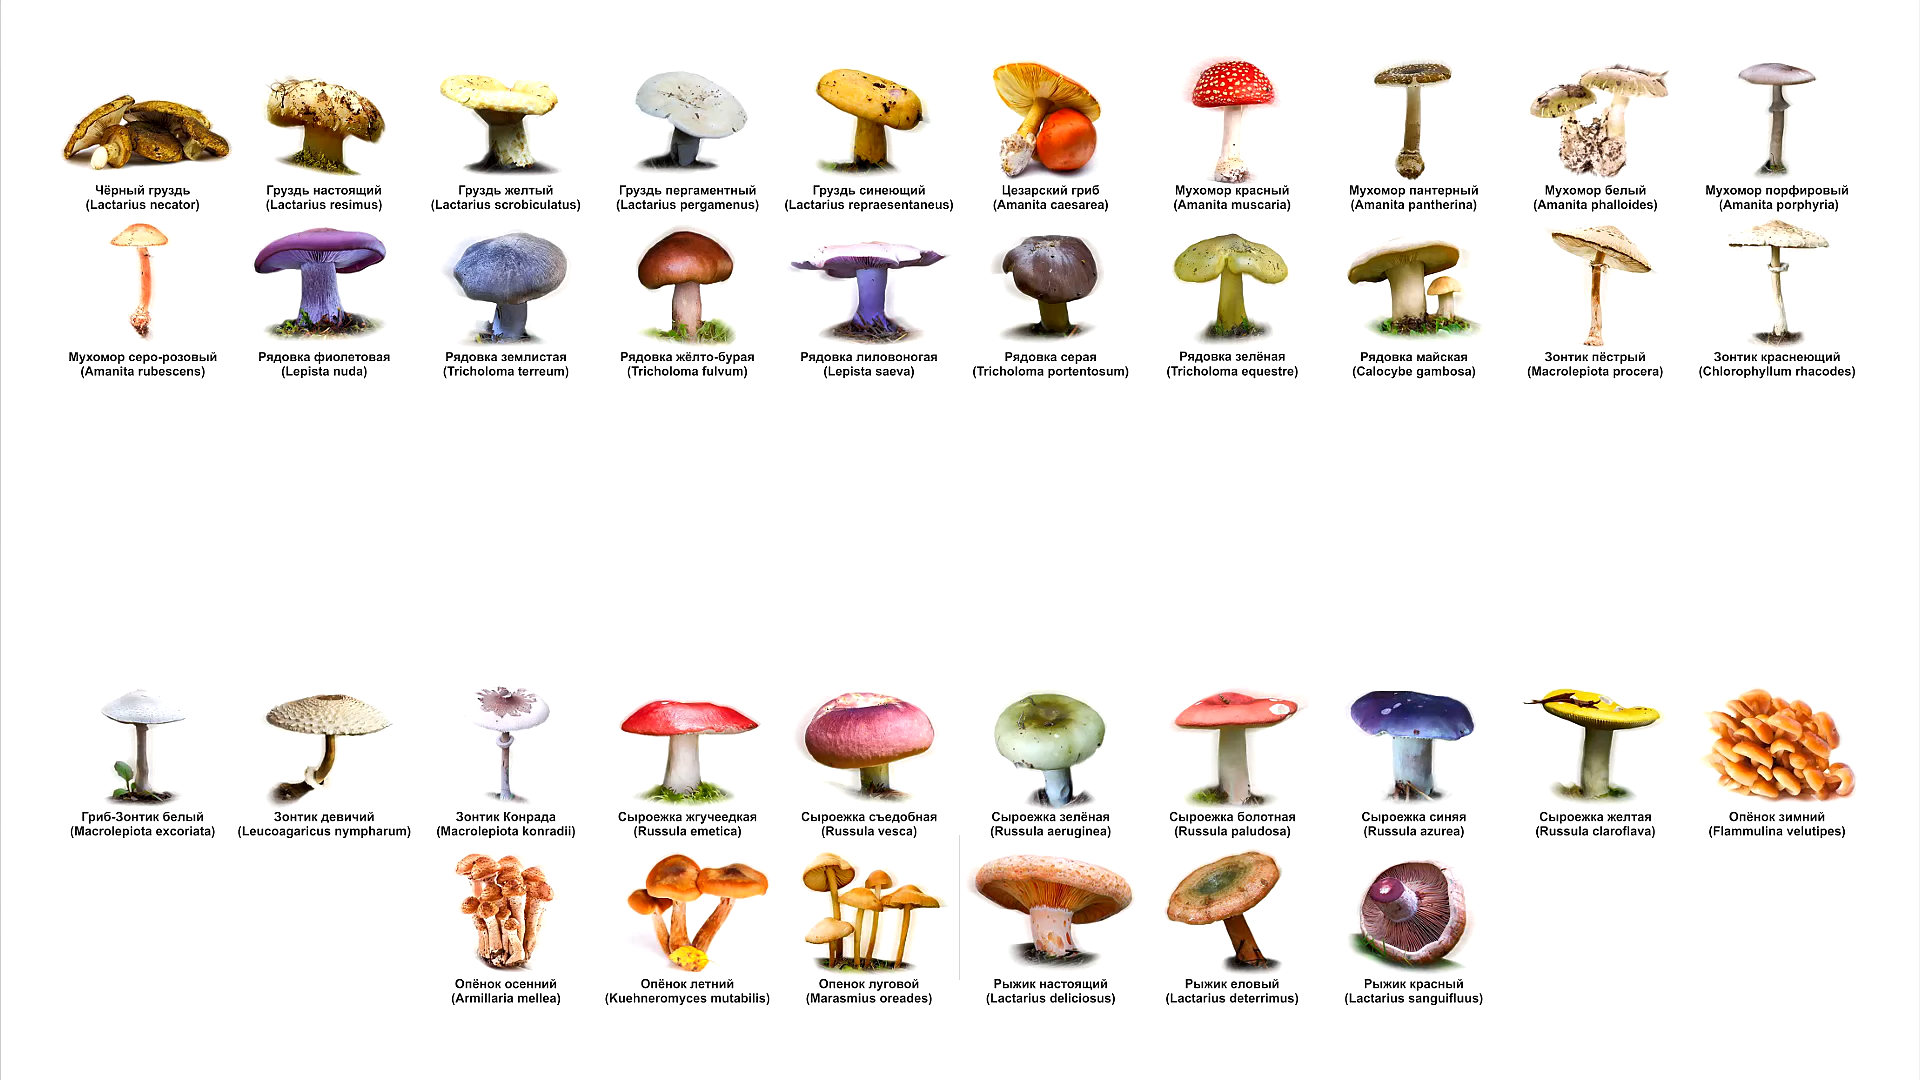 Чёрный груздь
(Lactarius necator)
Груздь настоящий
(Lactarius resimus)
Груздь желтый
(Lactarius scrobiculatus)
Груздь пергаментный
(Lactarius pergamenus)
Груздь синеющий
(Lactarius repraesentaneus)
Цезарский гриб
(Amanita caesarea)
Мухомор красный
(Amanita muscaria)
Мухомор пантерный
(Amanita pantherina)
Мухомор белый
(Amanita phalloides)
Мухомор порфировый
(Amanita porphyria)
Мухомор серо-розовый
(Amanita rubescens)
Рядовка фиолетовая
(Lepista nuda)
Рядовка землистая
(Tricholoma terreum)
Рядовка жёлто-бурая
(Tricholoma fulvum)
Рядовка лиловоногая
(Lepista saeva)
Рядовка серая
(Tricholoma portentosum)
Рядовка зелёная
(Tricholoma equestre)
Рядовка майская
(Calocybe gambosa)
Зонтик пёстрый
(Macrolepiota procera)
Зонтик краснеющий
(Chlorophyllum rhacodes)
Гриб-Зонтик белый
(Macrolepiota excoriata)
Зонтик девичий
(Leucoagaricus nympharum)
Зонтик Конрада
(Macrolepiota konradii)
Сыроежка жгучеедкая
(Russula emetica)
Сыроежка съедобная
(Russula vesca)
Сыроежка зелёная
(Russula aeruginea)
Сыроежка болотная
(Russula paludosa)
Сыроежка синяя
(Russula azurea)
Сыроежка желтая
(Russula claroflava)
Опёнок зимний
(Flammulina velutipes)
Опёнок осенний
(Armillaria mellea)
Опёнок летний
(Kuehneromyces mutabilis)
Опенок луговой
(Marasmius oreades)
Рыжик настоящий
(Lactarius deliciosus)
Рыжик еловый
(Lactarius deterrimus)
Рыжик красный
(Lactarius sanguifluus)